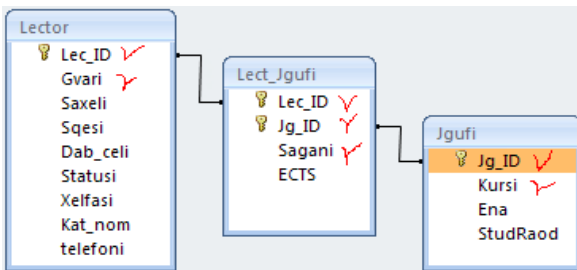 Lector
Lec_ID
Gvari
Saxeli
Sqesi
Dab_celi
Statusi
Xelfasi
Kat_nom
telefoni
Lect_Jgufi
Lec_ID
Jg_ID
Sagani
ECTS
Jgufi
Jg_ID
Kursi
Ena
StudRaod